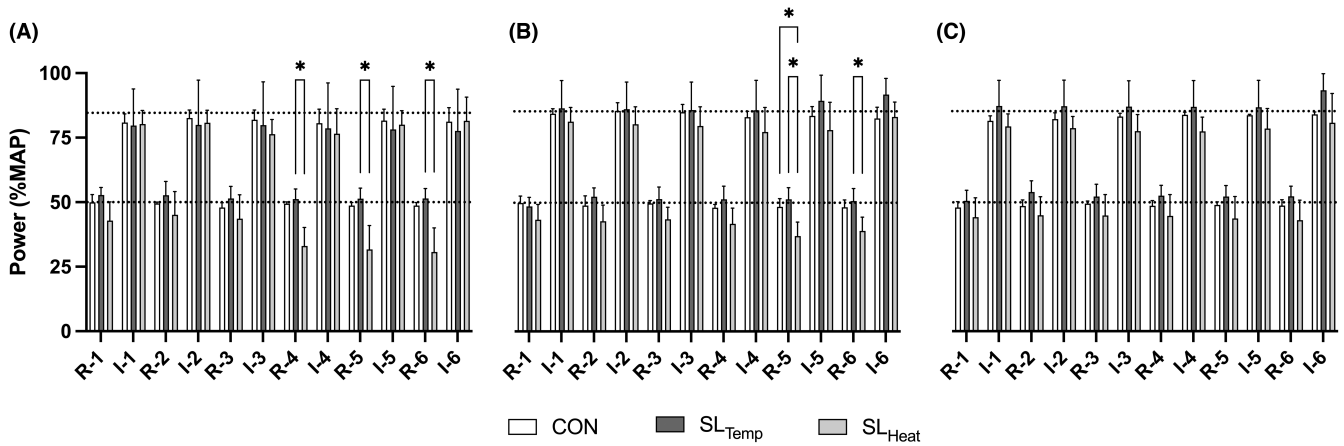 (A) (B) (C)
* * * * * *
*
Power (%MAP)
100
75
50
25
0
R-1 I-1 R-2 I-2 R-3 I-3 R-4 I-4 R-5 I-5 R-6 I-6
R-1 I-1 R-2 I-2 R-3 I-3 R-4 I-4 R-5 I-5 R-6 I-6
R-1 I-1 R-2 I-2 R-3 I-3 R-4 I-4 R-5 I-5 R-6 I-6
CON SLTemp SLHeat